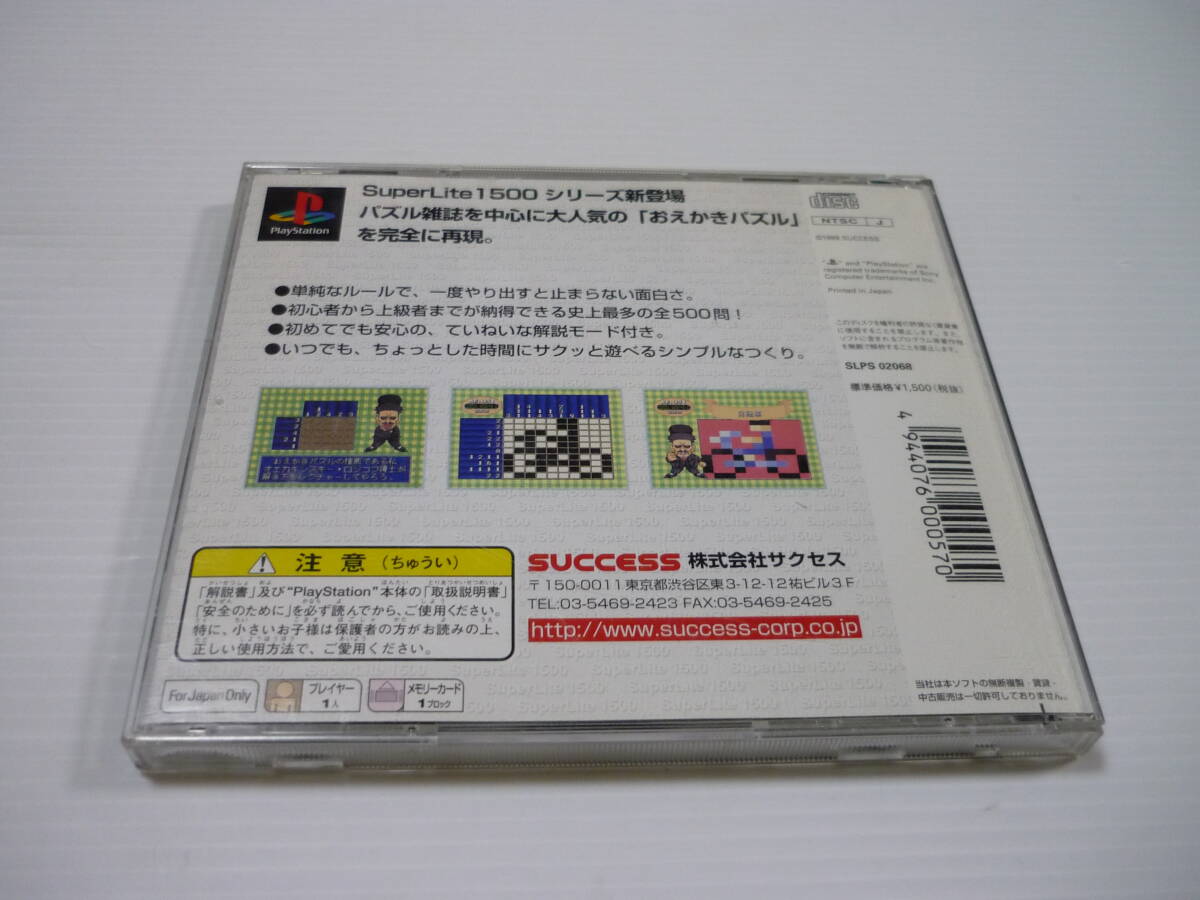 PlayStation
SuperLite1500 シリーズ新登場
パズル雑誌を中心に大人気の「おえかきパズル」
を完全に再現。
●単純なルールで、一度やり出すと止まらない面白さ。
●初心者から上級者までが納得できる史上最多の全500問!
●初めてでも安心の、ていねいな解説モード付き。
●いつでも、ちょっとした時間にサクッと遊べるシンプルなつくり。
disc
NTSC J
©1999 SUCCESS
" " and "PlayStation" are
registered trademarks of Sony
Computer Entertainment Inc.
Printed in Japan
SLPS 02068
標準価格¥1,500(税抜)
4 944076 000570
注意(ちゅうい)
「解説書」及び"PlayStation"本体の「取扱説明書」
「安全のために」を必ず読んでから、ご使用ください。
特に、小さいお子様は保護者の方がお読みの上、
正しい使用方法で、ご愛用ください。
SUCCESS 株式会社サクセス
〒150-0011東京都渋谷区東3-12-12祐ビル3F
TEL:03-5469-2423 FAX:03-5469-2425
http://www.success-corp.co.jp
For Japan Only
プレイヤー
1人
メモリーカード
1ブロック
当社は本ソフトの無断複製・賃貸・
中古販売は一切許可しておりません。